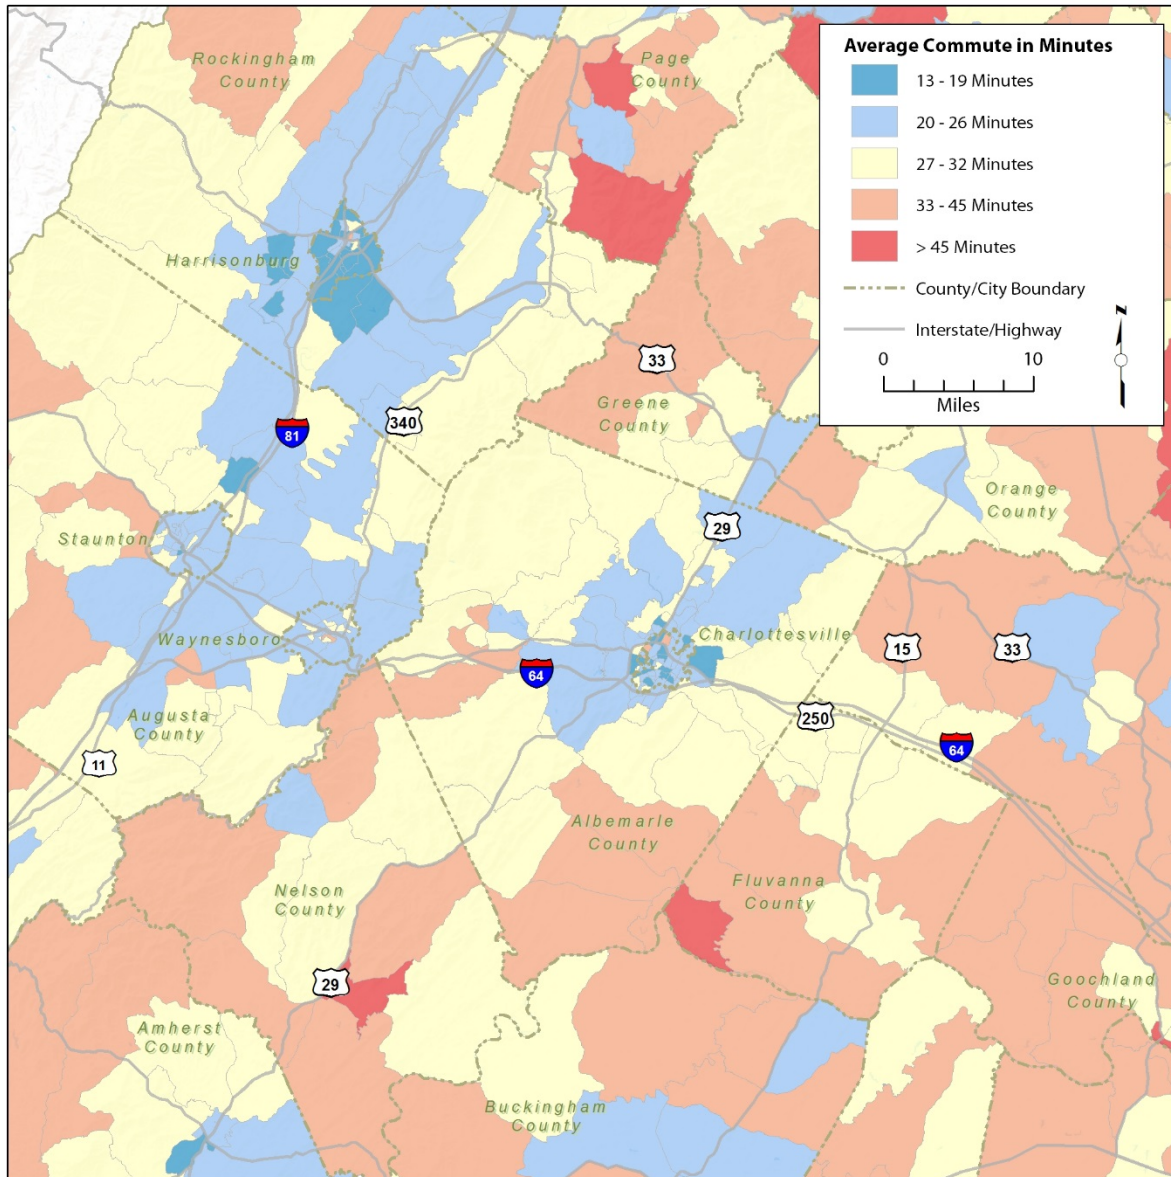 Average Commute in Minutes
13 - 19 Minutes
20 - 26 Minutes
27 - 32 Minutes
33 - 45 Minutes
> 45 Minutes
County/City Boundary
Interstate/Highway
0 10
Miles
N
Rockingham
County
Page
County
Harrisonburg
33
Greene
County
340
81
Orange
County
Staunton
29
Waynesboro
Charlottesville
15
33
64
Augusta
County
250
64
11
Albemarle
County
Nelson
County
Fluvanna
County
29
Goochland
County
Amherst
County
Buckingham
County